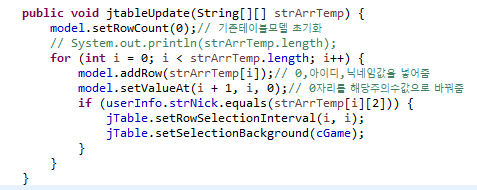 public void jtableUpdate(String[][] strArrTemp) {
model.setRowCount(0);// 기존테이블모델 초기화
// System.out.println(strArrTemp.length);
for (int i = 0; i < strArrTemp.length; i++) {
model.addRow(strArrTemp[i]);// 0,아이디,닉네임값을 넣어줌
model.setValueAt(i + 1, i, 0);// 0자리를 해당주의수값으로 바꿔줌
if (userInfo.strNick.equals(strArrTemp[i][2])) {
jTable.setRowSelectionInterval(i, i);
jTable.setSelectionBackground(cGame);
}
}
}